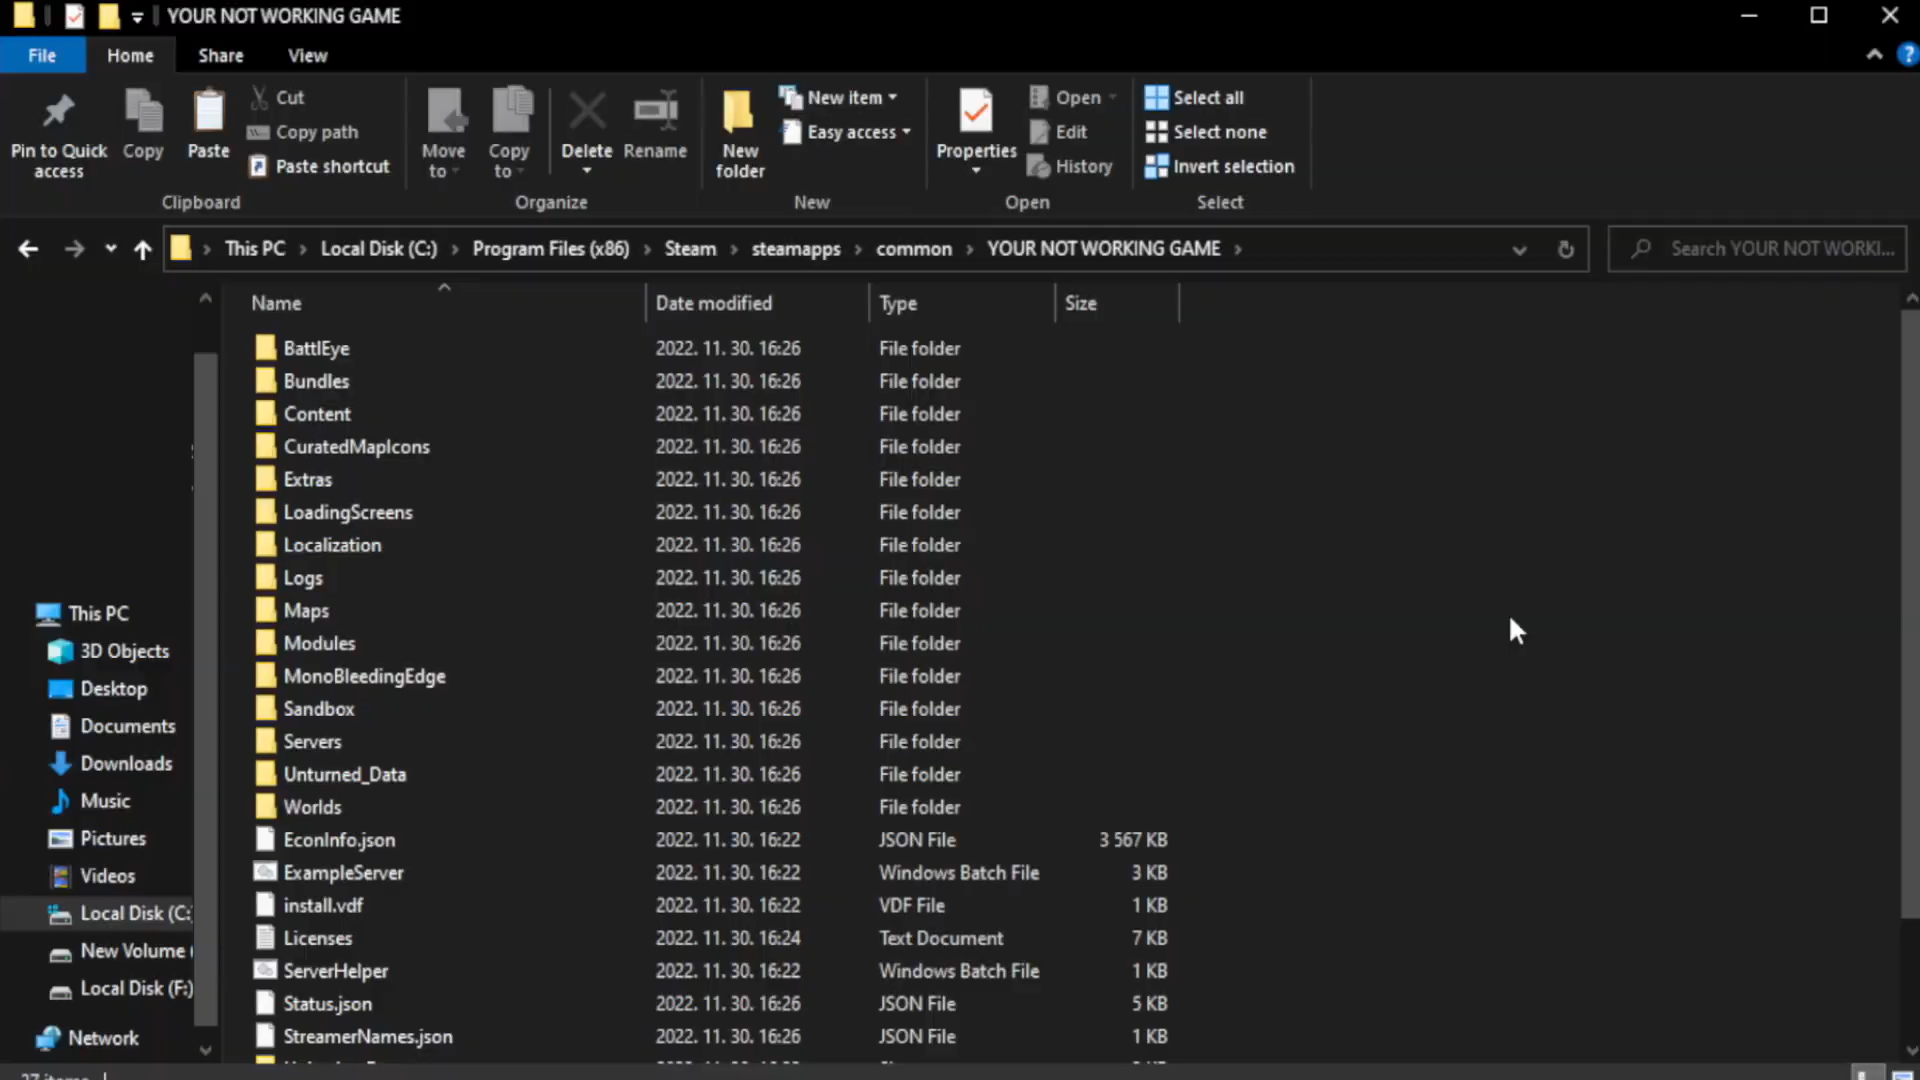 YOUR NOT WORKING GAME
File Home Share View
Pin to Quick access
Copy
Paste
Cut
Copy path
Paste shortcut
Clipboard
Move to
Copy to
Delete
Rename
Organize
New folder
New item
Easy access
New
Properties
Open
Edit
History
Open
Select all
Select none
Invert selection
Select
This PC > Local Disk (C:) > Program Files (x86) > Steam > steamapps > common > YOUR NOT WORKING GAME >
Search YOUR NOT WORKI...
Name Date modified Type Size
BattlEye 2022. 11. 30. 16:26 File folder
Bundles 2022. 11. 30. 16:26 File folder
Content 2022. 11. 30. 16:26 File folder
CuratedMapIcons 2022. 11. 30. 16:26 File folder
Extras 2022. 11. 30. 16:26 File folder
LoadingScreens 2022. 11. 30. 16:26 File folder
Localization 2022. 11. 30. 16:26 File folder
Logs 2022. 11. 30. 16:26 File folder
Maps 2022. 11. 30. 16:26 File folder
Modules 2022. 11. 30. 16:26 File folder
MonoBleedingEdge 2022. 11. 30. 16:26 File folder
Sandbox 2022. 11. 30. 16:26 File folder
Servers 2022. 11. 30. 16:26 File folder
Unturned_Data 2022. 11. 30. 16:26 File folder
Worlds 2022. 11. 30. 16:26 File folder
EconInfo.json 2022. 11. 30. 16:22 JSON File 3 567 KB
ExampleServer 2022. 11. 30. 16:22 Windows Batch File 3 KB
install.vdf 2022. 11. 30. 16:22 VDF File 1 KB
Licenses 2022. 11. 30. 16:24 Text Document 7 KB
ServerHelper 2022. 11. 30. 16:22 Windows Batch File 1 KB
Status.json 2022. 11. 30. 16:26 JSON File 5 KB
StreamerNames.json 2022. 11. 30. 16:26 JSON File 1 KB
This PC
3D Objects
Desktop
Documents
Downloads
Music
Pictures
Videos
Local Disk (C:
New Volume (
Local Disk (F:)
Network